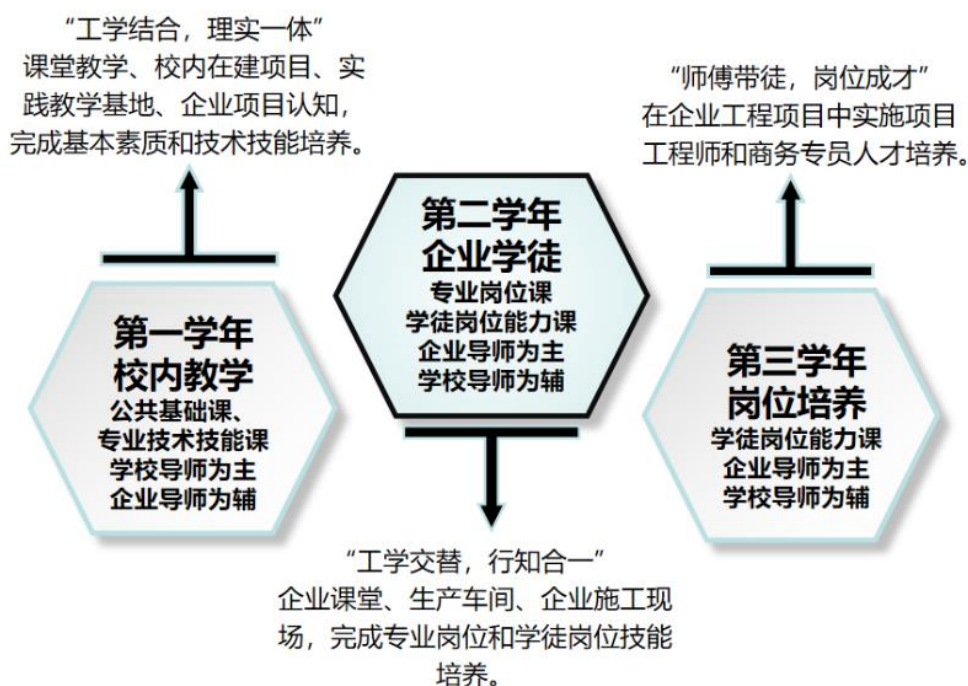 “工学结合，理实一体”
课堂教学、校内在建项目、实
践教学基地、企业项目认知，
完成基本素质和技术技能培养。
第一学年
校内教学
公共基础课、
专业技术技能课
学校导师为主
企业导师为辅
第二学年
企业学徒
专业岗位课
学徒岗位能力课
企业导师为主
学校导师为辅
“工学交替，行知合一”
企业课堂、生产车间、企业施工现
场，完成专业岗位和学徒岗位技能
培养。
“师傅带徒，岗位成才”
在企业工程项目中实施项目
工程师和商务专员人才培养。
第三学年
岗位培养
学徒岗位能力课
企业导师为主
学校导师为辅